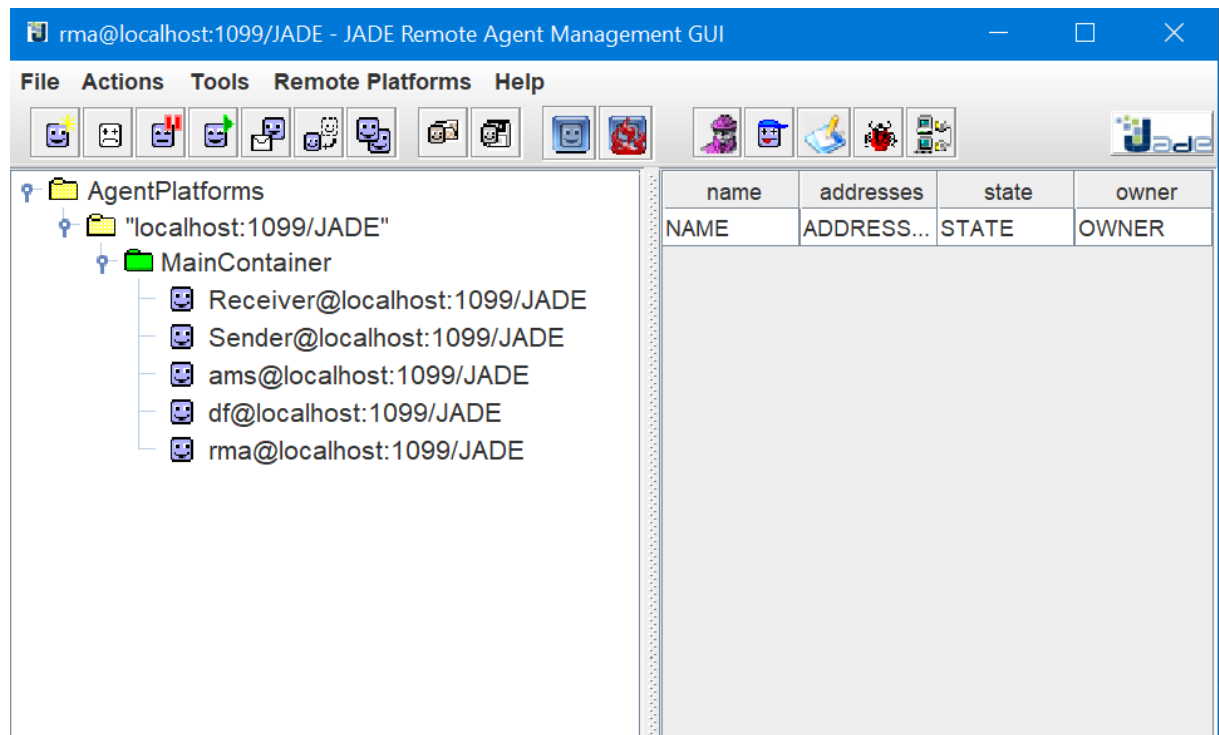 rma@localhost:1099/JADE - JADE Remote Agent Management GUI
File Actions Tools Remote Platforms Help
Jade
AgentPlatforms
"localhost:1099/JADE"
MainContainer
Receiver@localhost:1099/JADE
Sender@localhost:1099/JADE
ams@localhost:1099/JADE
df@localhost:1099/JADE
rma@localhost:1099/JADE
name addresses state owner
NAME ADDRESS... STATE OWNER